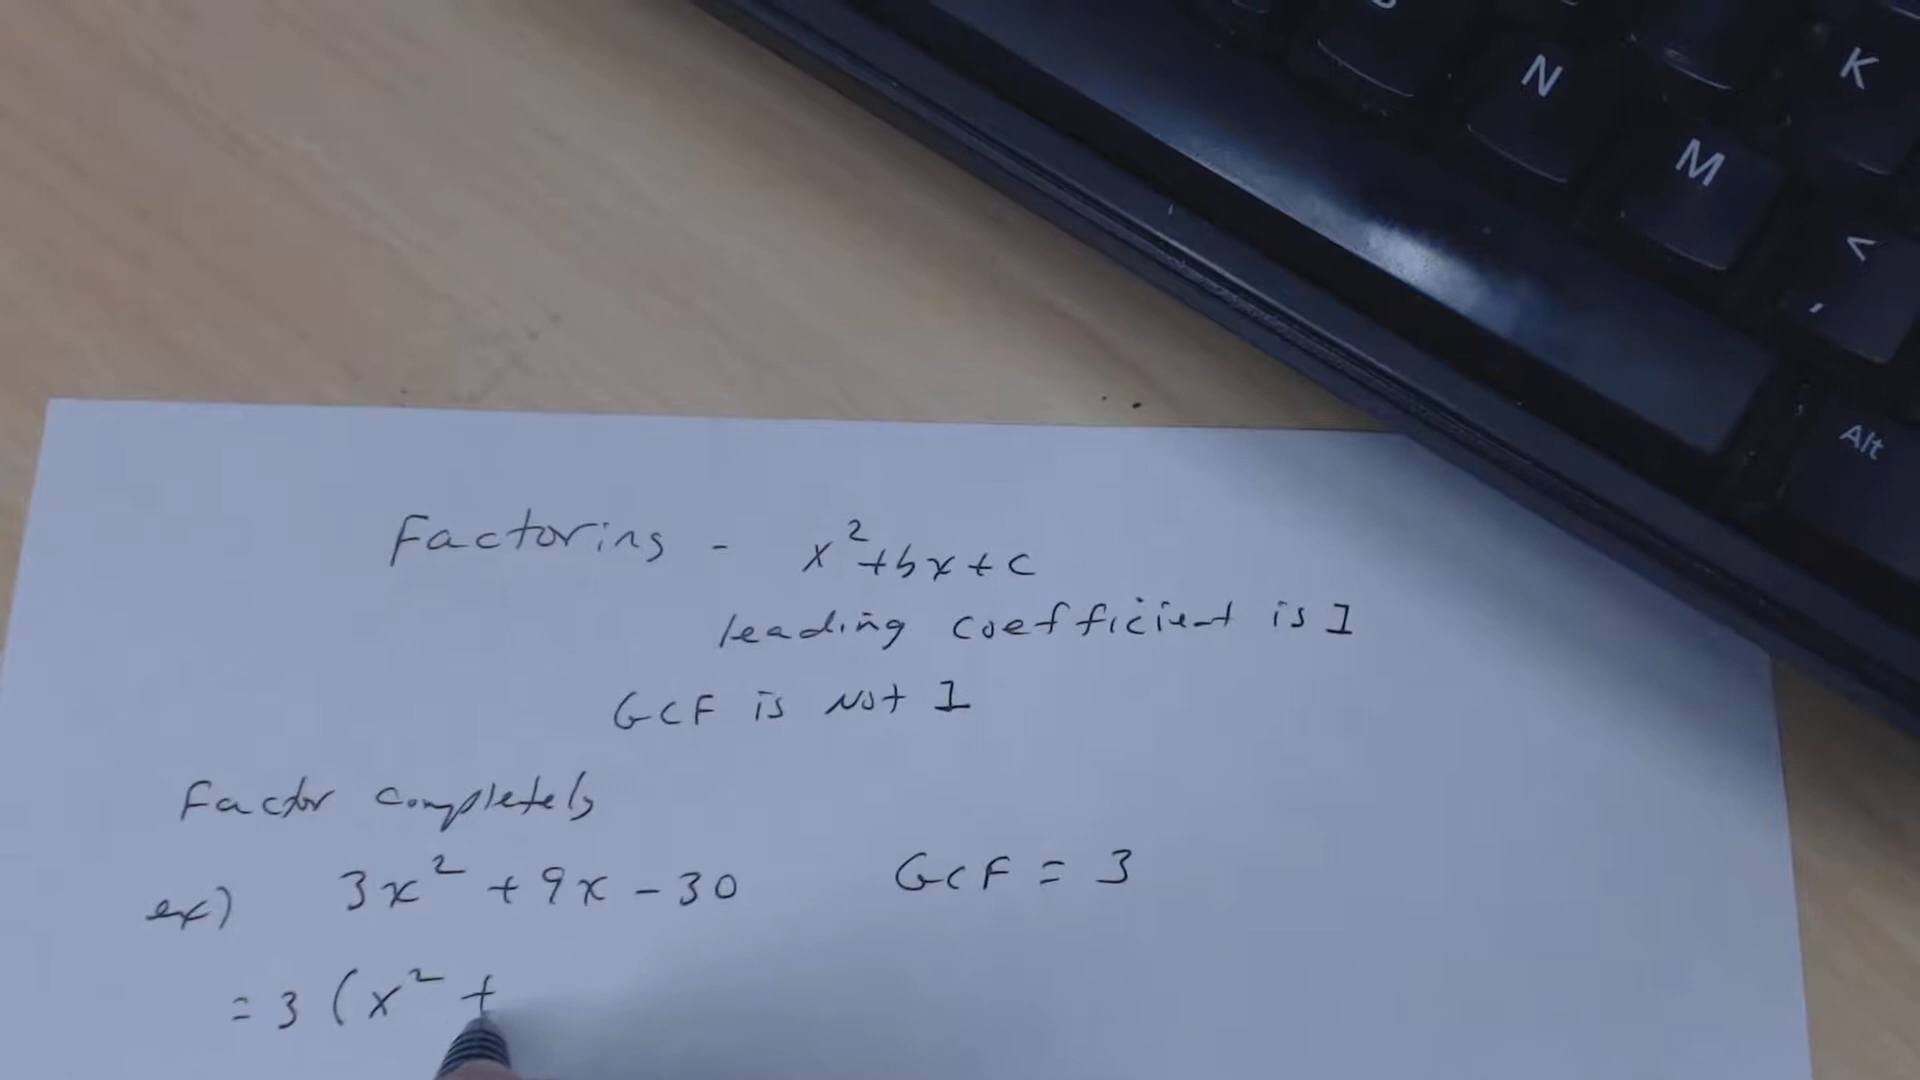 N
K
M
<
,
Alt
Factoring - x²+bx+c
leading coefficient is 1
GCF is Not 1
Factor completely
ex) 3x² + 9x - 30 GCF = 3
= 3 (x² +